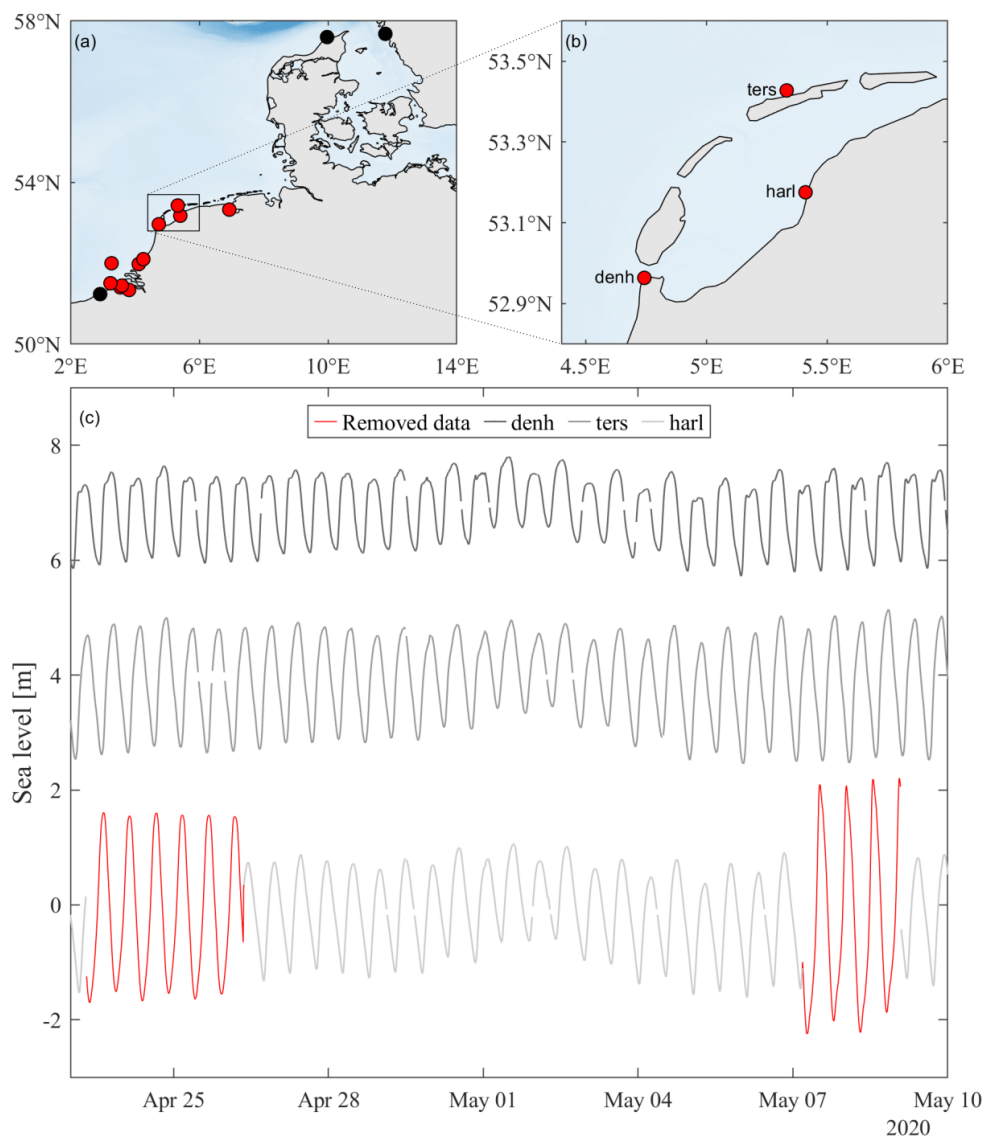 58°N
(a)
54°N
50°N
2°E 6°E 10°E 14°E
(b)
53.5°N
53.3°N
53.1°N
52.9°N
ters
harl
denh
4.5°E 5°E 5.5°E 6°E
(c)
Removed data denh ters harl
8
6
4
2
0
-2
Sea level [m]
Apr 25 Apr 28 May 01 May 04 May 07 May 10
2020